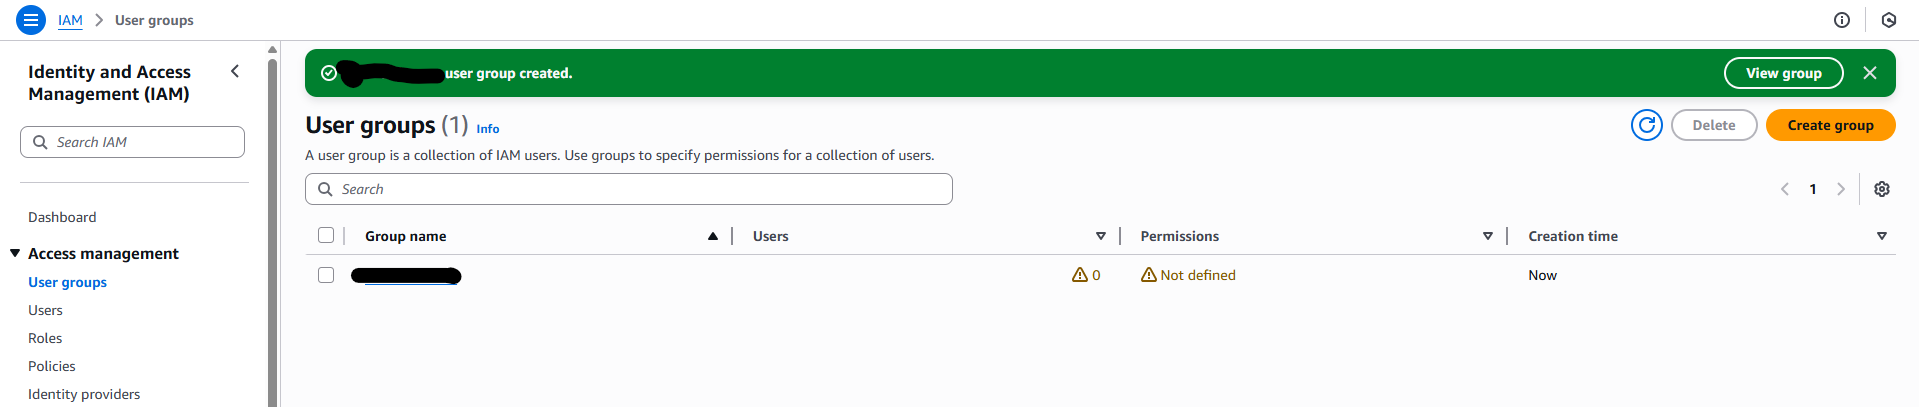 IAM > User groups
Identity and Access
Management (IAM)
Search IAM
Dashboard
Access management
User groups
Users
Roles
Policies
Identity providers
user group created.
View group
User groups (1) Info
Delete
Create group
A user group is a collection of IAM users. Use groups to specify permissions for a collection of users.
Search
1
Group name Users Permissions Creation time
0 Not defined Now